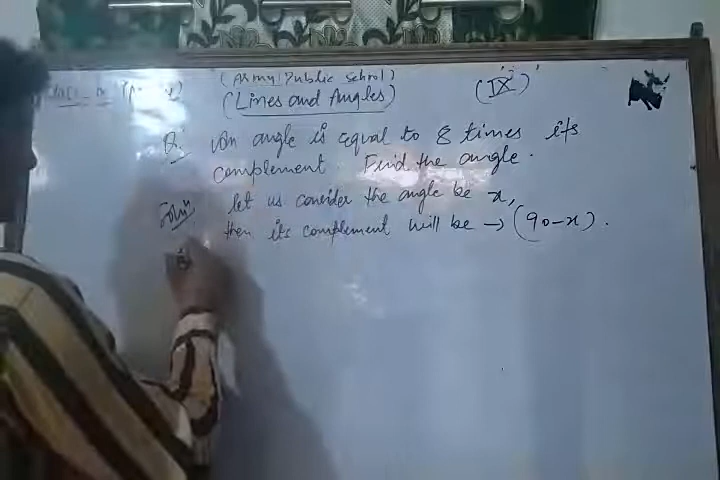 (Army Public School)
(Lines and Angles)
(IX)
Q. An angle is equal to 8 times its
complement. Find the angle.
Soln. let us consider the angle be x,
then its complement will be → (90-x).